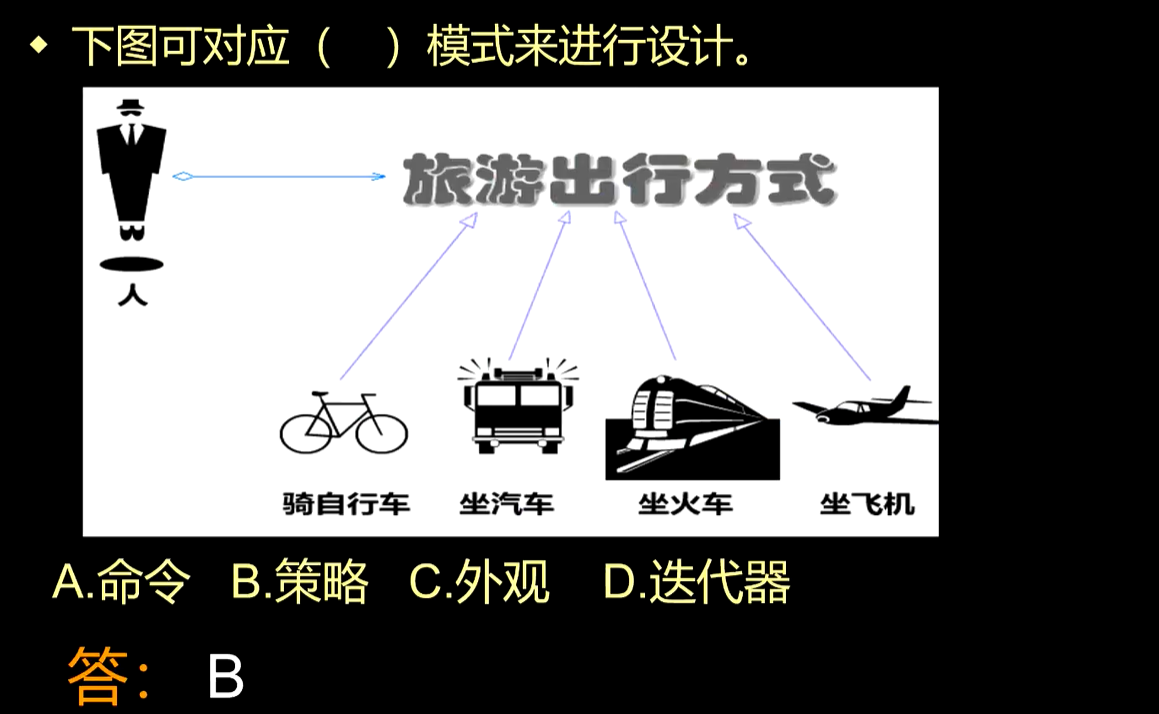 下图可对应（ ）模式来进行设计。
旅游出行方式
人
骑自行车 坐汽车 坐火车 坐飞机
A.命令 B.策略 C.外观 D.迭代器
答： B